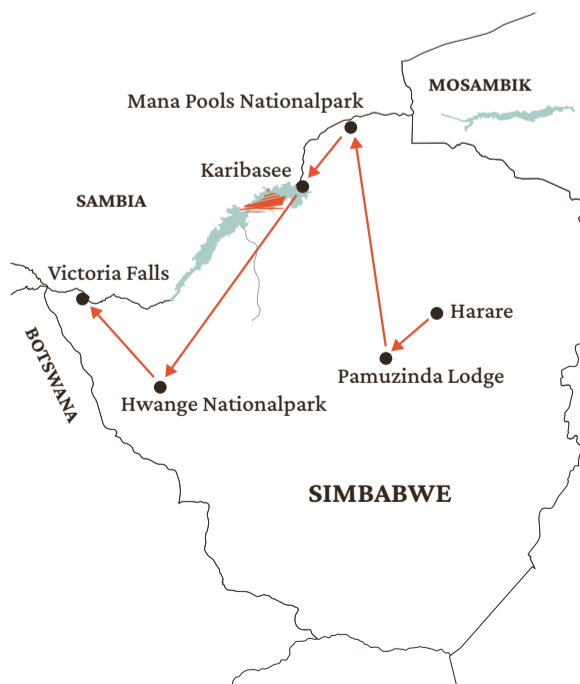 MOSAMBIK
Mana Pools Nationalpark
Karibasee
SAMBIA
Victoria Falls
Harare
BOTSWANA
Pamuzinda Lodge
Hwange Nationalpark
SIMBABWE